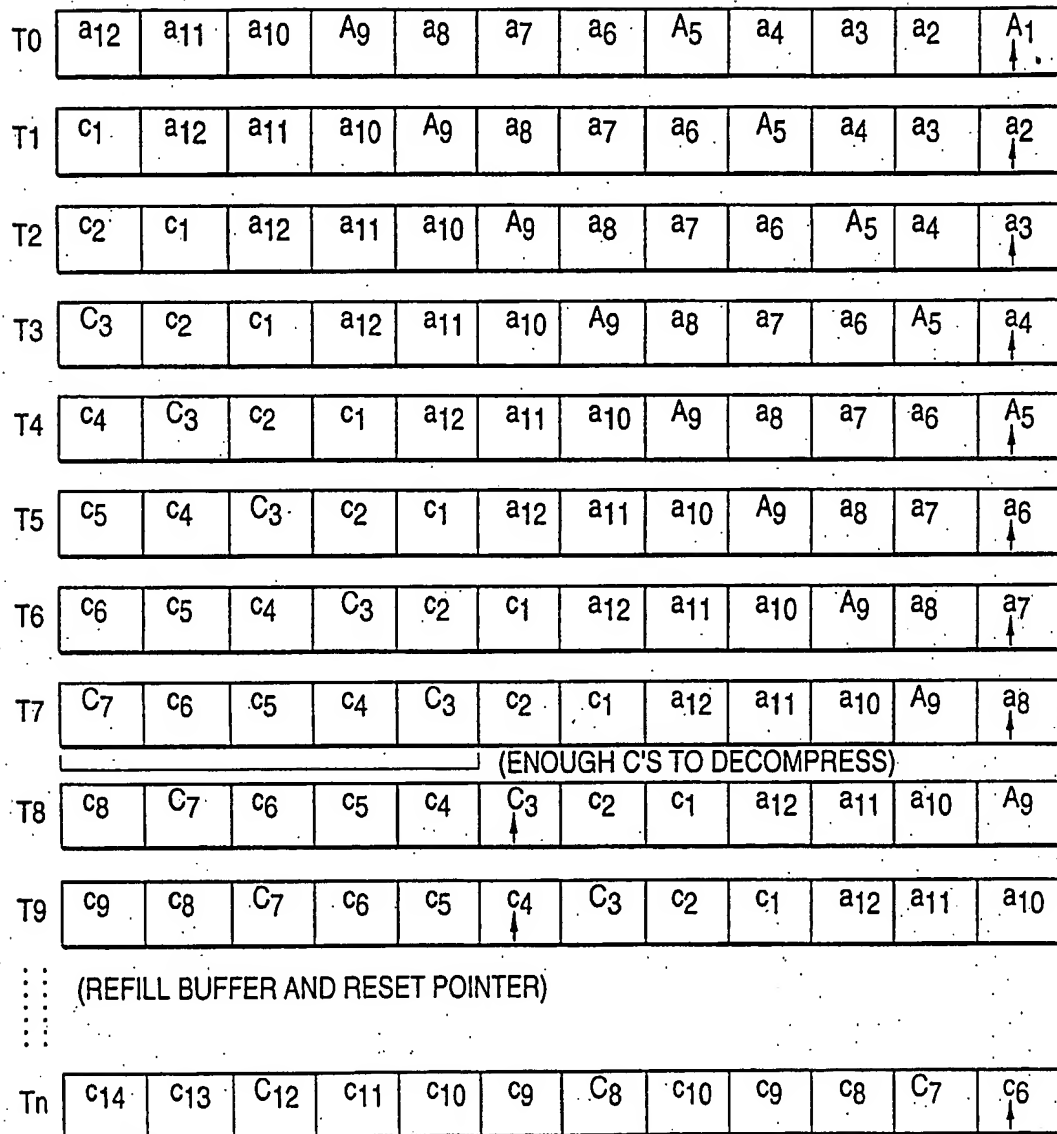 T0 a12 a11 a10 A9 a8 a7 a6 A5 a4 a3 a2 A1
T1 c1 a12 a11 a10 A9 a8 a7 a6 A5 a4 a3 a2
T2 c2 c1 a12 a11 a10 A9 a8 a7 a6 A5 a4 a3
T3 C3 c2 c1 a12 a11 a10 A9 a8 a7 a6 A5 a4
T4 c4 C3 c2 c1 a12 a11 a10 A9 a8 a7 a6 A5
T5 c5 c4 C3 c2 c1 a12 a11 a10 A9 a8 a7 a6
T6 c6 c5 c4 C3 c2 c1 a12 a11 a10 A9 a8 a7
T7 C7 c6 c5 c4 C3 c2 c1 a12 a11 a10 A9 a8
(ENOUGH C'S TO DECOMPRESS)
T8 c8 C7 c6 c5 c4 C3 c2 c1 a12 a11 a10 A9
T9 c9 c8 C7 c6 c5 c4 C3 c2 c1 a12 a11 a10
(REFILL BUFFER AND RESET POINTER)
Tn c14 c13 C12 c11 c10 c9 C8 c10 c9 c8 C7 c6